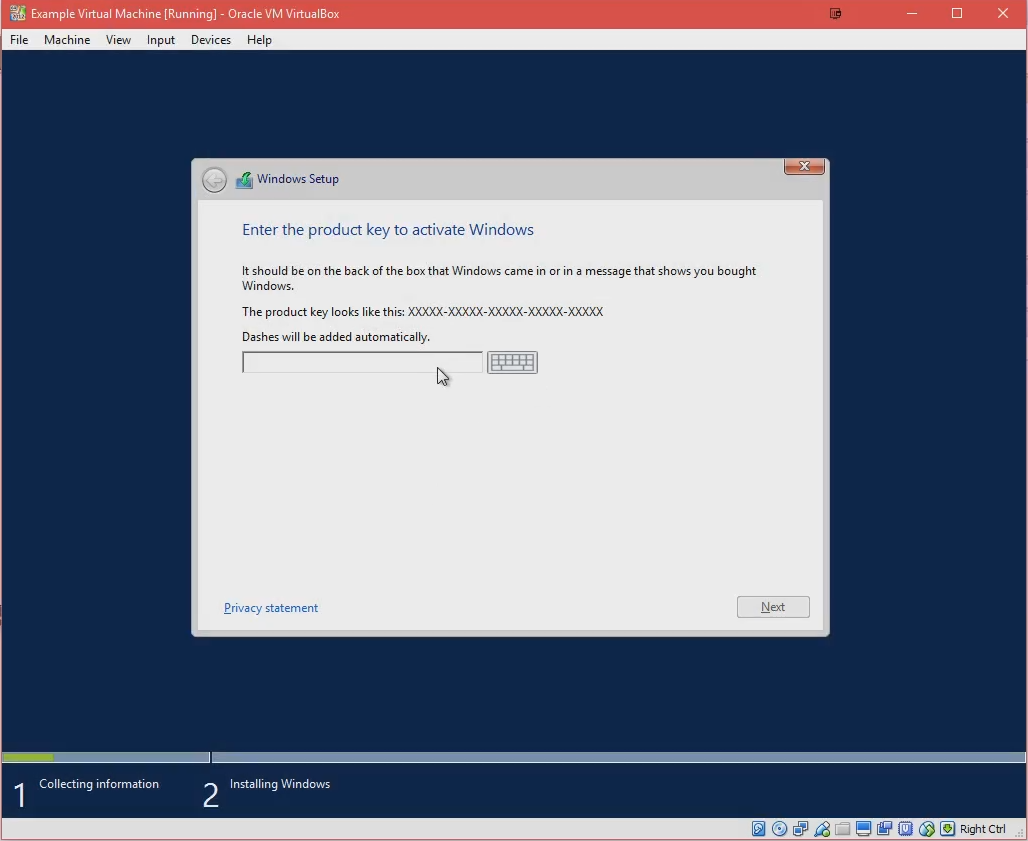 Example Virtual Machine [Running] - Oracle VM VirtualBox
File Machine View Input Devices Help
Windows Setup
Enter the product key to activate Windows
It should be on the back of the box that Windows came in or in a message that shows you bought
Windows.
The product key looks like this: XXXXX-XXXXX-XXXXX-XXXXX-XXXXX
Dashes will be added automatically.
Privacy statement
Next
1 Collecting information
2 Installing Windows
Right Ctrl